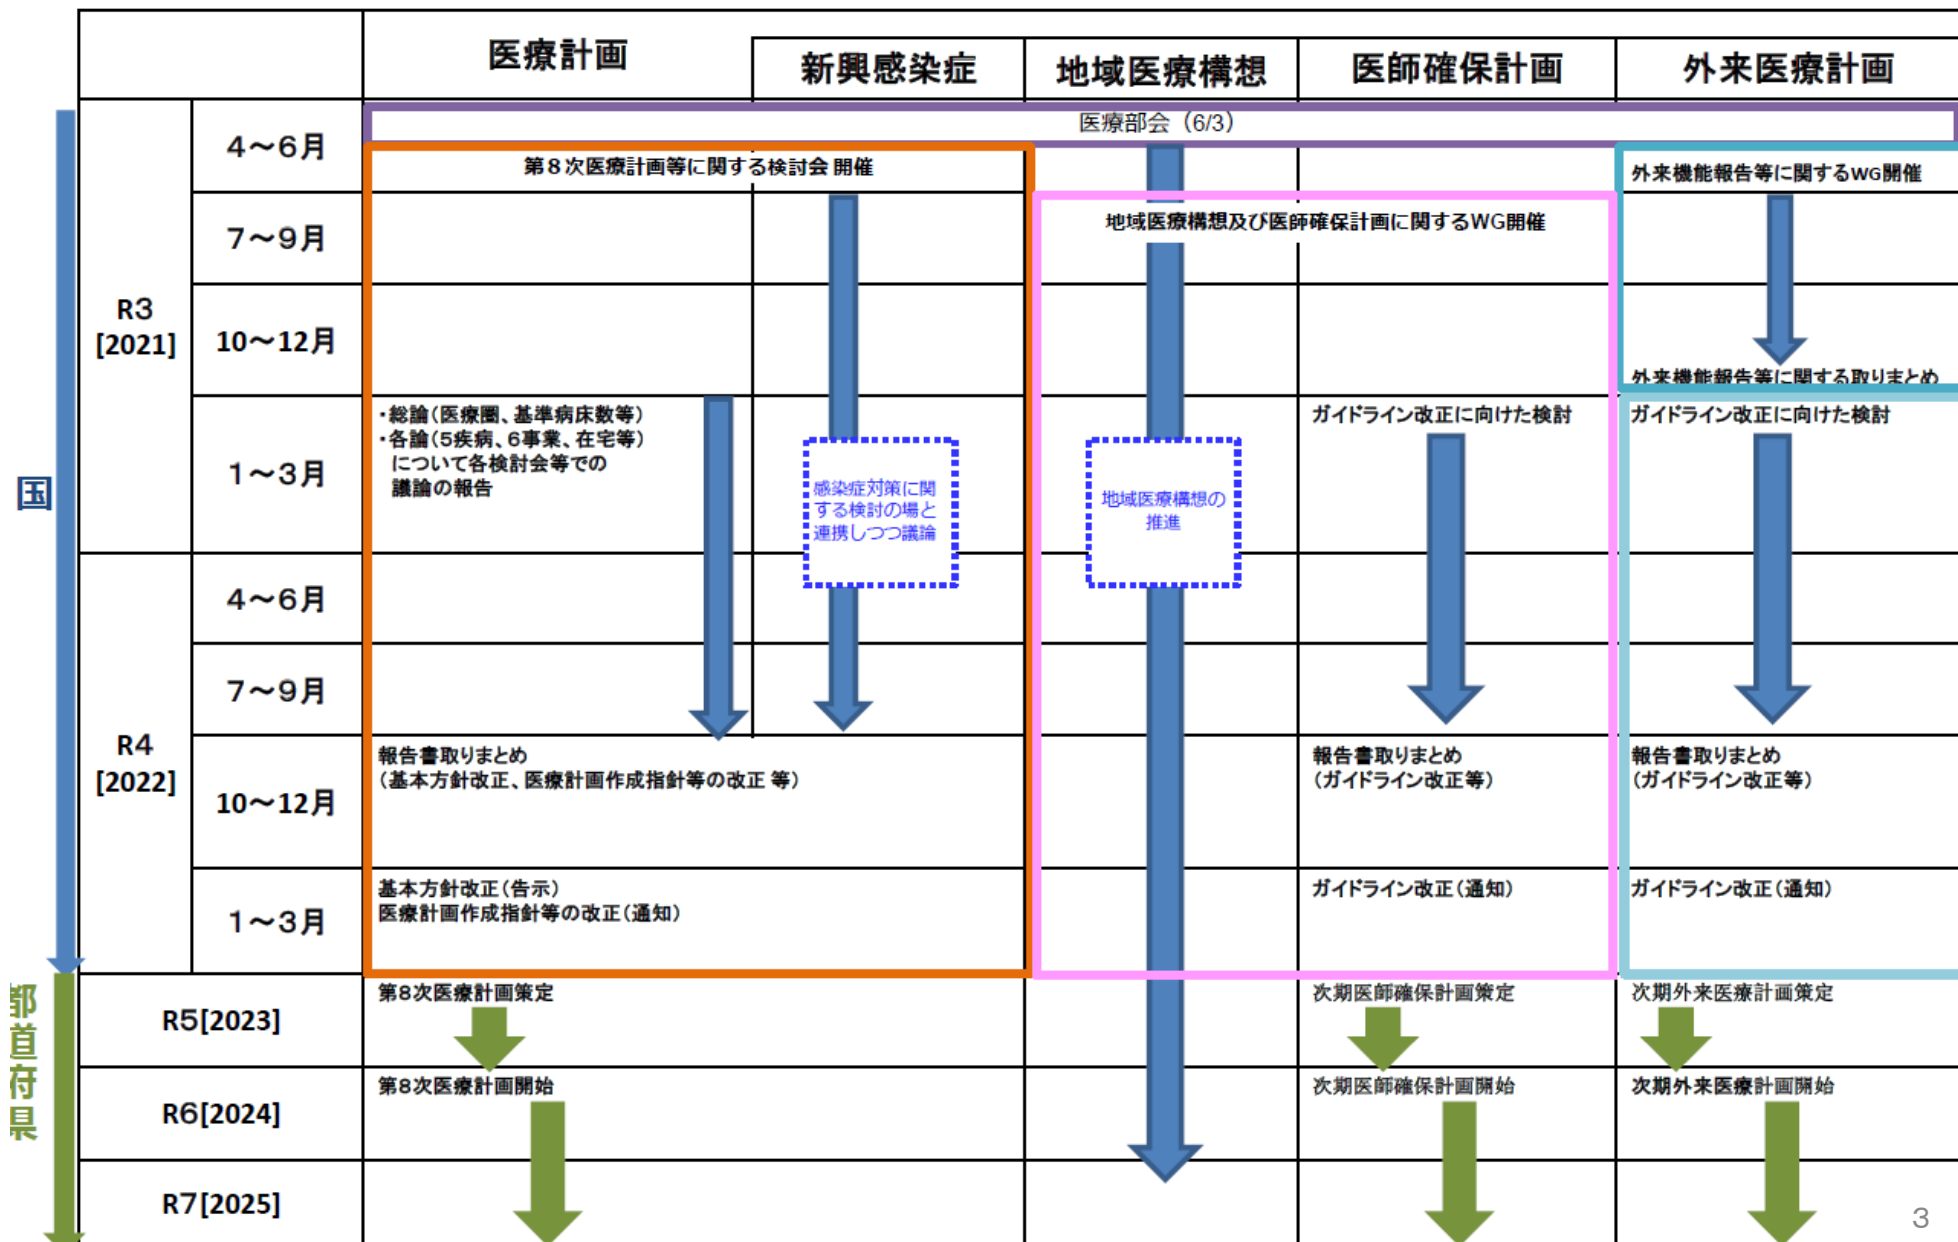 医療計画
新興感染症
地域医療構想
医師確保計画
外来医療計画
国
都道府県
R3
[2021]
4～6月
医療部会（6/3）
第８次医療計画等に関する検討会 開催
外来機能報告等に関するWG開催
7～9月
地域医療構想及び医師確保計画に関するWG開催
10～12月
外来機能報告等に関する取りまとめ
1～3月
・総論（医療圏、基準病床数等）
・各論（5疾病、6事業、在宅等）
について各検討会等での
議論の報告
感染症対策に関
する検討の場と
連携しつつ議論
地域医療構想の
推進
ガイドライン改正に向けた検討
ガイドライン改正に向けた検討
R4
[2022]
4～6月
7～9月
10～12月
報告書取りまとめ
（基本方針改正、医療計画作成指針等の改正 等）
報告書取りまとめ
（ガイドライン改正等）
報告書取りまとめ
（ガイドライン改正等）
1～3月
基本方針改正（告示）
医療計画作成指針等の改正（通知）
ガイドライン改正（通知）
ガイドライン改正（通知）
R5[2023]
第8次医療計画策定
次期医師確保計画策定
次期外来医療計画策定
R6[2024]
第8次医療計画開始
次期医師確保計画開始
次期外来医療計画開始
R7[2025]
3